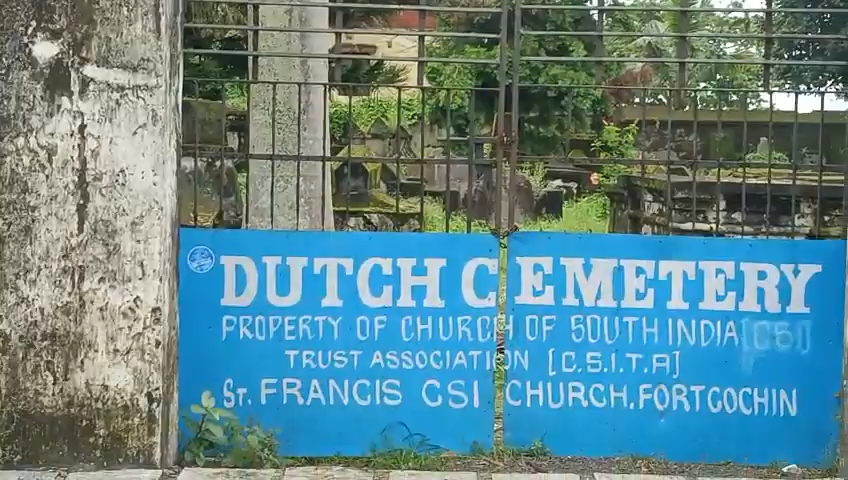 DUTCH CEMETERY
PROPERTY OF CHURCH OF SOUTH INDIA [CSI]
TRUST ASSOCIATION [C.S.I.T.A]
ST. FRANCIS CSI CHURCH.FORTCOCHIN